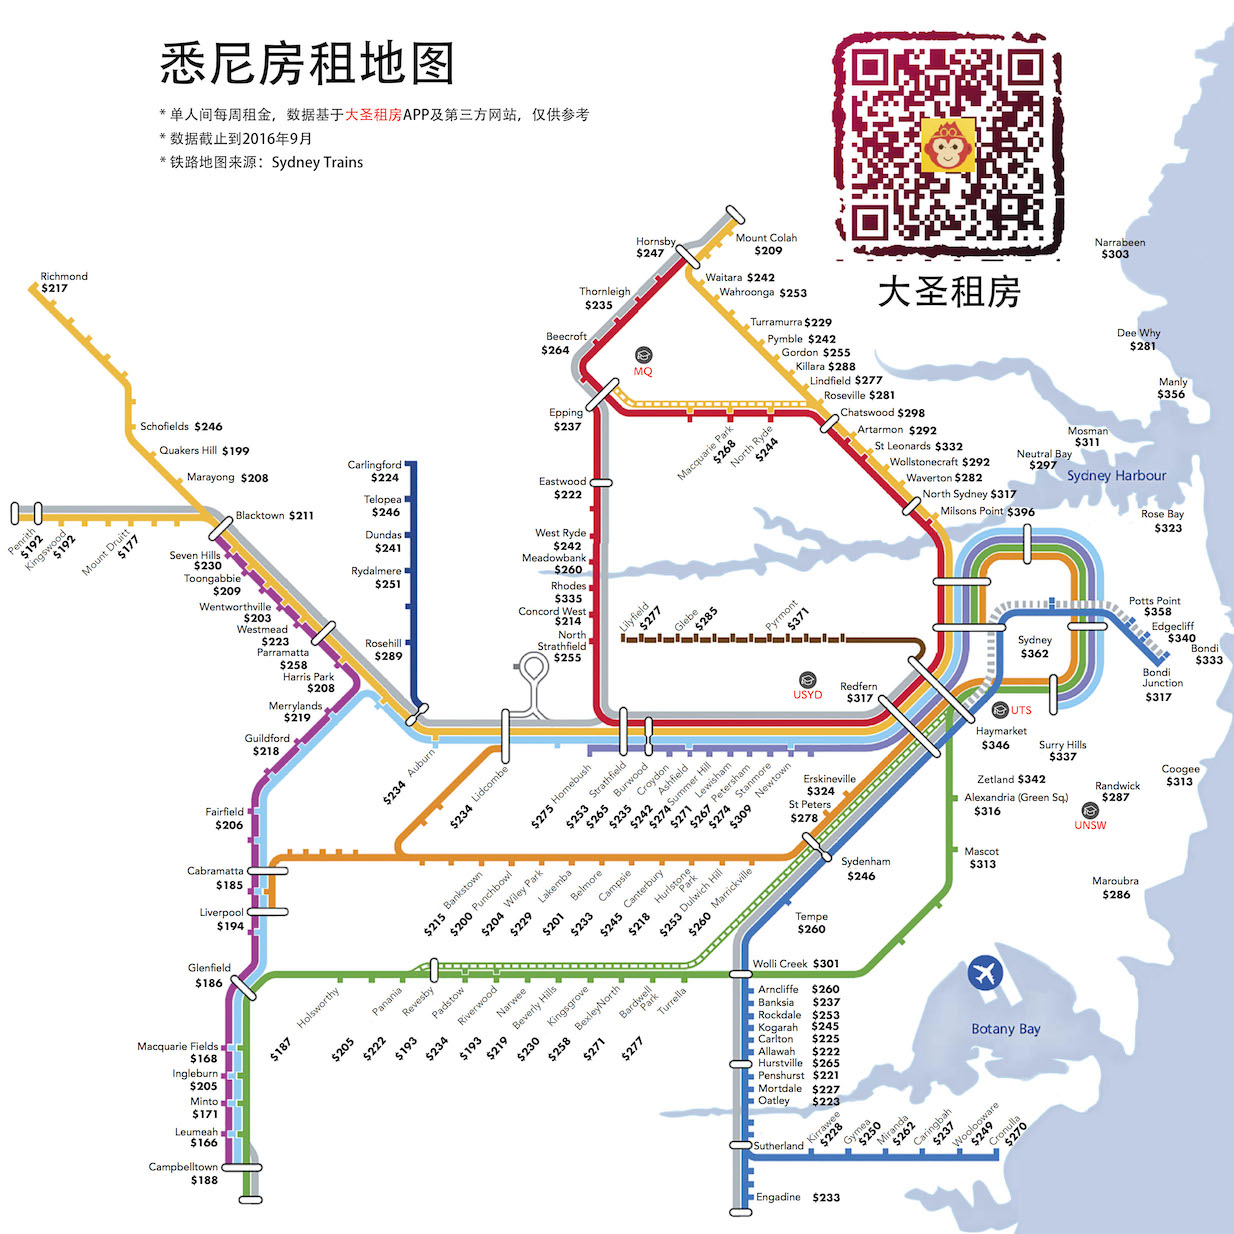 悉尼房租地图
* 单人间每周租金，数据基于大圣租房APP及第三方网站，仅供参考
* 数据截止到2016年9月
* 铁路地图来源：Sydney Trains
大圣租房
Narrabeen
$303
Dee Why
$281
Manly
$356
Mosman
$311
Neutral Bay
$297
Sydney Harbour
Rose Bay
$323
Hornsby
$247
Mount Colah
$209
Thornleigh
$235
Beecroft
$264
MQ
Waitara $242
Wahroonga $253
Turramurra $229
Pymble $242
Gordon $255
Killara $288
Lindfield $277
Roseville $281
Chatswood $298
Artarmon $292
St Leonards $332
Wollstonecraft $292
Waverton $282
North Sydney $317
Milsons Point $396
Epping
$237
Macquarie Park
$268
North Ryde
$244
Eastwood
$222
West Ryde
$242
Meadowbank
$260
Rhodes
$335
Concord West
$214
North
Strathfield
$255
Richmond
$217
Schofields $246
Quakers Hill $199
Marayong $208
Blacktown $211
Penrith
$192
Kingswood
$192
Mount Druitt
$177
Seven Hills
$230
Toongabbie
$209
Wentworthville
$203
Westmead
$223
Parramatta
$258
Harris Park
$208
Merrylands
$219
Guildford
$218
Fairfield
$206
Cabramatta
$185
Liverpool
$194
Glenfield
$186
Macquarie Fields
$168
Ingleburn
$205
Minto
$171
Leumeah
$166
Campbelltown
$188
Carlingford
$224
Telopea
$246
Dundas
$241
Rydalmere
$251
Rosehill
$289
Lilyfield
$277
Glebe
$285
Pyrmont
$371
USYD
Redfern
$317
Sydney
$362
Potts Point
$358
Edgecliff
$340
Bondi
$333
Bondi
Junction
$317
UTS
Haymarket
$346
Surry Hills
$337
Coogee
$313
Randwick
$287
UNSW
Maroubra
$286
Zetland $342
Alexandria (Green Sq.)
$316
Mascot
$313
Auburn
$234
Lidcombe
$234
Homebush
$275
Strathfield
$253
Burwood
$265
Croydon
$235
Ashfield
$242
Summer Hill
$274
Lewisham
$271
Petersham
$267
Stanmore
$274
Newtown
$309
Erskineville
$324
St Peters
$278
Sydenham
$246
Bankstown
$215
Punchbowl
$200
Wiley Park
$204
Lakemba
$229
Belmore
$201
Campsie
$233
Canterbury
$245
Hurlstone
Park
$218
Dulwich Hill
$253
Marrickville
$260
Tempe
$260
Wolli Creek $301
Holsworthy
$187
Panania
$205
Revesby
$222
Padstow
$193
Riverwood
$234
Narwee
$193
Beverly Hills
$219
Kingsgrove
$230
BexleyNorth
$258
Bardwell
Park
$271
Turrella
$277
Arncliffe $260
Banksia $237
Rockdale $253
Kogarah $245
Carlton $225
Allawah $222
Hurstville $265
Penshurst $221
Mortdale $227
Oatley $223
Sutherland
Kirrawee
$228
Gymea
$250
Miranda
$262
Caringbah
$237
Woolooware
$249
Cronulla
$270
Engadine $233
Botany Bay